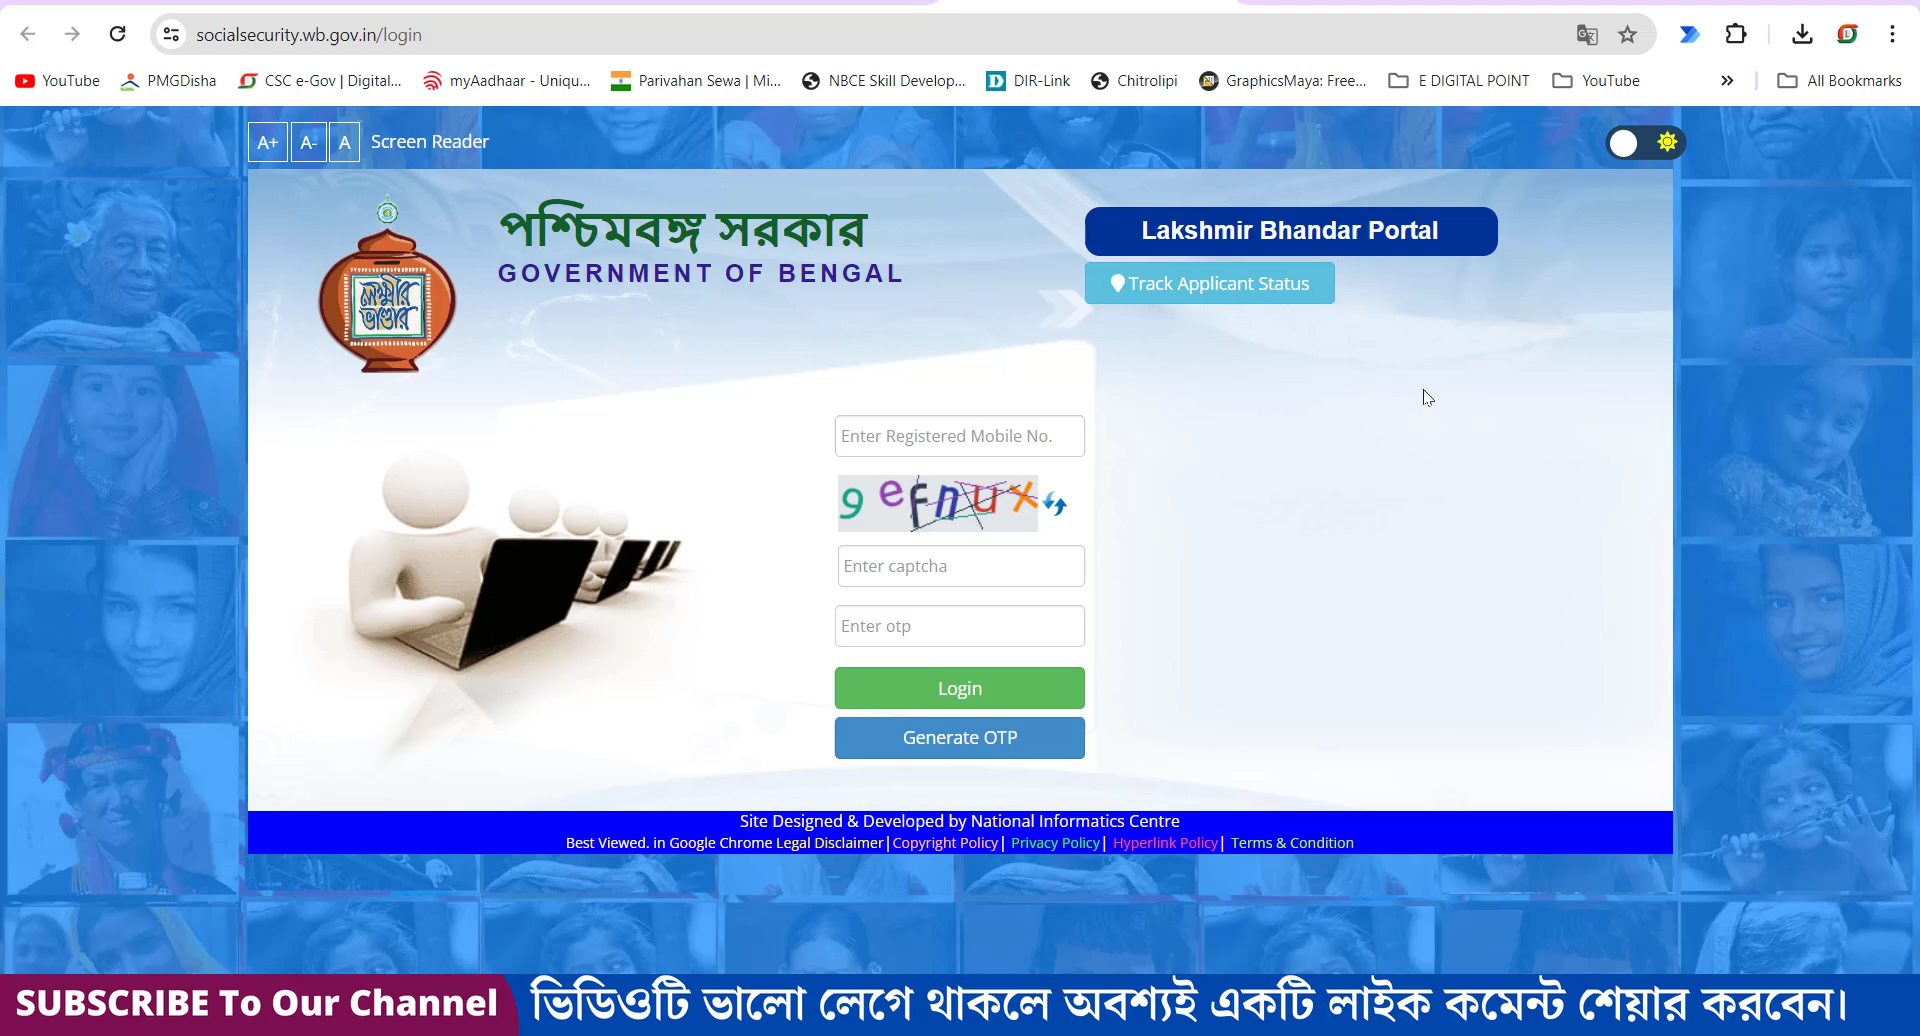 socialsecurity.wb.gov.in/login
YouTube PMGDisha CSC e-Gov | Digital... myAadhaar - Uniqu... Parivahan Sewa | Mi... NBCE Skill Develop... DIR-Link Chitrolipi GraphicsMaya: Free... E DIGITAL POINT YouTube » All Bookmarks
A+ A- A Screen Reader
পশ্চিমবঙ্গ সরকার
GOVERNMENT OF BENGAL
লক্ষ্মীর
ভাণ্ডার
Lakshmir Bhandar Portal
Track Applicant Status
Enter Registered Mobile No.
9efnux
Enter captcha
Enter otp
Login
Generate OTP
Site Designed & Developed by National Informatics Centre
Best Viewed. in Google Chrome Legal Disclaimer| Copyright Policy| Privacy Policy| Hyperlink Policy| Terms & Condition
SUBSCRIBE To Our Channel ভিডিওটি ভালো লেগে থাকলে অবশ্যই একটি লাইক কমেন্ট শেয়ার করবেন।